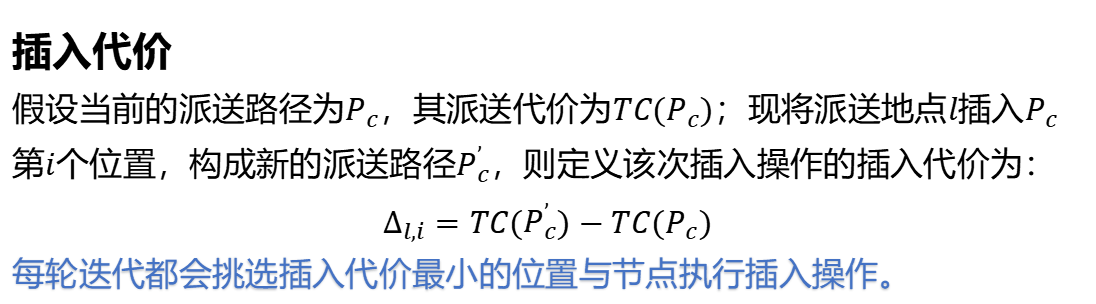 插入代价
假设当前的派送路径为P_c，其派送代价为TC(P_c)；现将派送地点l插入P_c
第i个位置，构成新的派送路径P'_c，则定义该次插入操作的插入代价为：
Δ_{l,i} = TC(P'_c) − TC(P_c)
每轮迭代都会挑选插入代价最小的位置与节点执行插入操作。